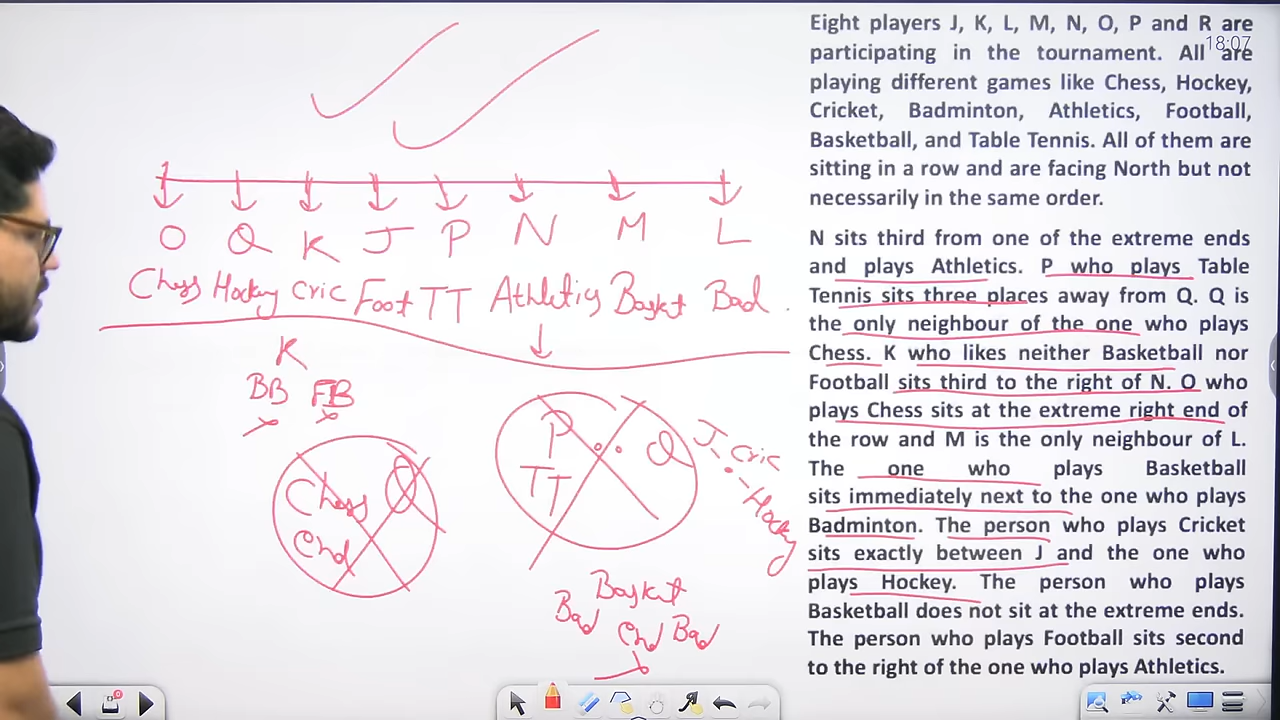 Eight players J, K, L, M, N, O, P and R are
participating in the tournament. All are
playing different games like Chess, Hockey,
Cricket, Badminton, Athletics, Football,
Basketball, and Table Tennis. All of them are
sitting in a row and are facing North but not
necessarily in the same order.
18:07
N sits third from one of the extreme ends
and plays Athletics. P who plays Table
Tennis sits three places away from Q. Q is
the only neighbour of the one who plays
Chess. K who likes neither Basketball nor
Football sits third to the right of N. O who
plays Chess sits at the extreme right end of
the row and M is the only neighbour of L.
The one who plays Basketball
sits immediately next to the one who plays
Badminton. The person who plays Cricket
sits exactly between J and the one who
plays Hockey. The person who plays
Basketball does not sit at the extreme ends.
The person who plays Football sits second
to the right of the one who plays Athletics.
O Q K J P N M L
Chess Hockey Cric Foot TT Athletics Basket Bad
K
BB FB
Chess O
End
P Q
TT
J - Cric
- Hockey
Basket
Bad End Bad